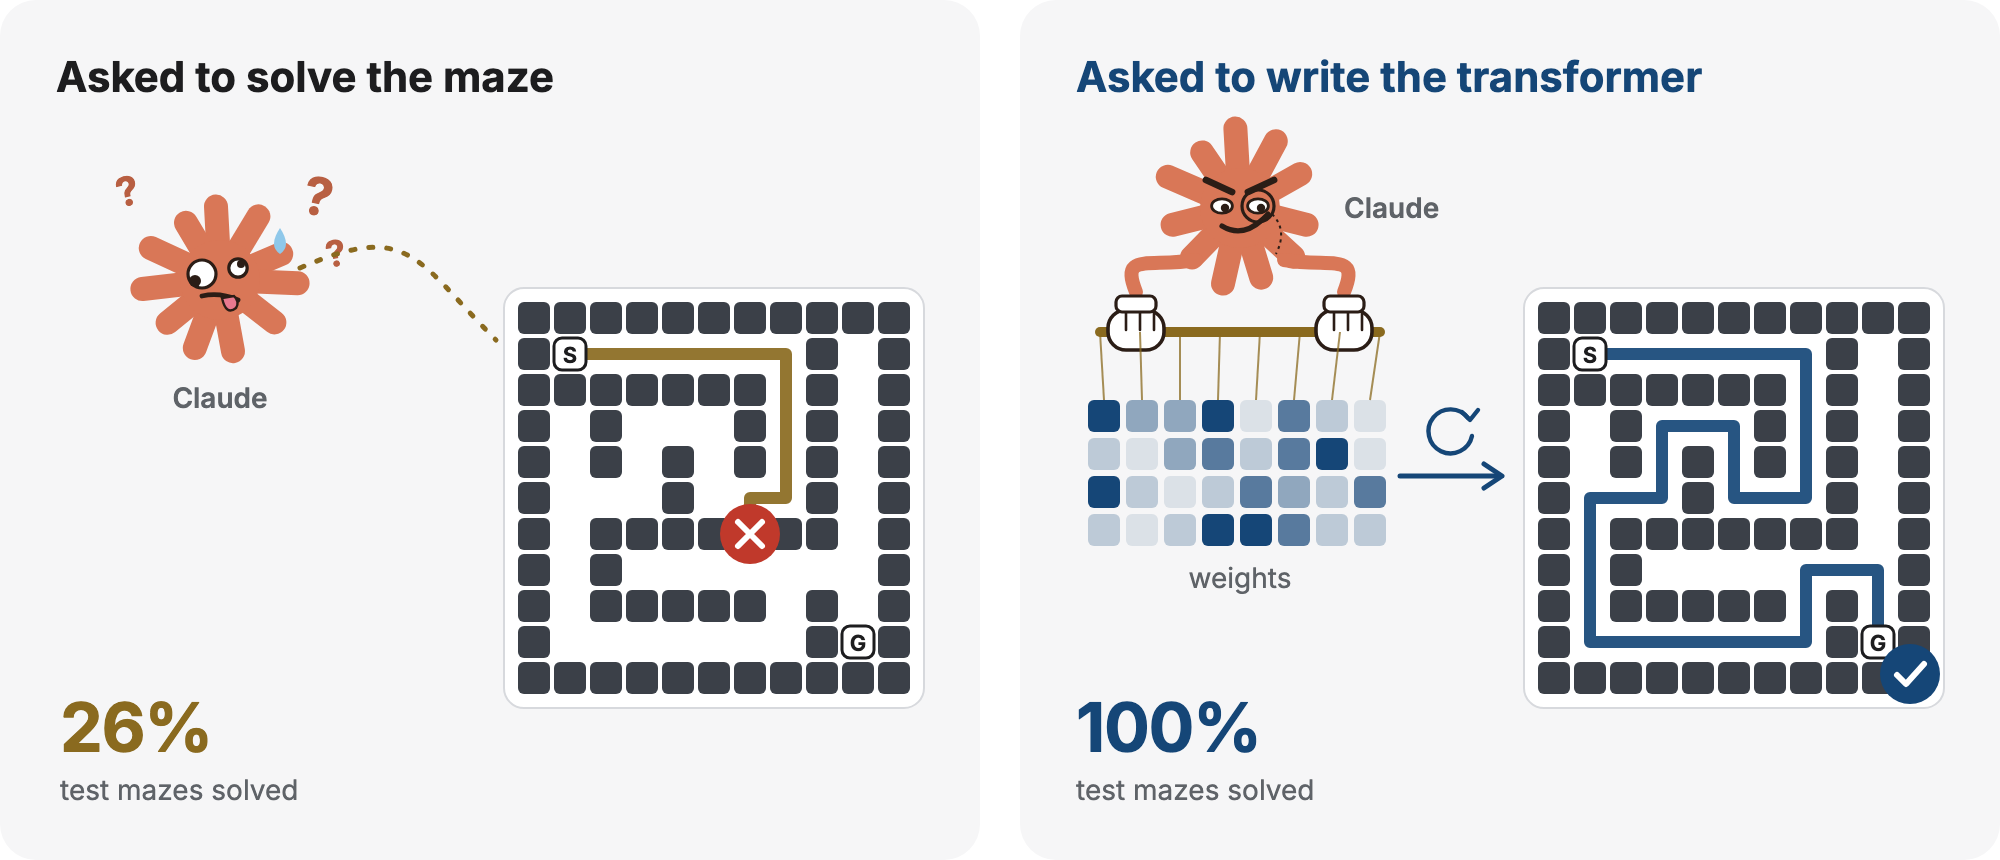 Asked to solve the maze
? ? ?
Claude
S
G
26%
test mazes solved
Asked to write the transformer
Claude
S
weights
G
100%
test mazes solved